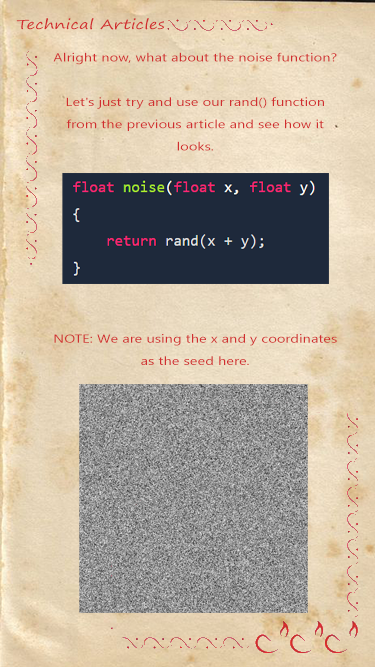 Technical Articles
Alright now, what about the noise function?
Let's just try and use our rand() function
from the previous article and see how it
looks.
float noise(float x, float y)
{
    return rand(x + y);
}
NOTE: We are using the x and y coordinates
as the seed here.